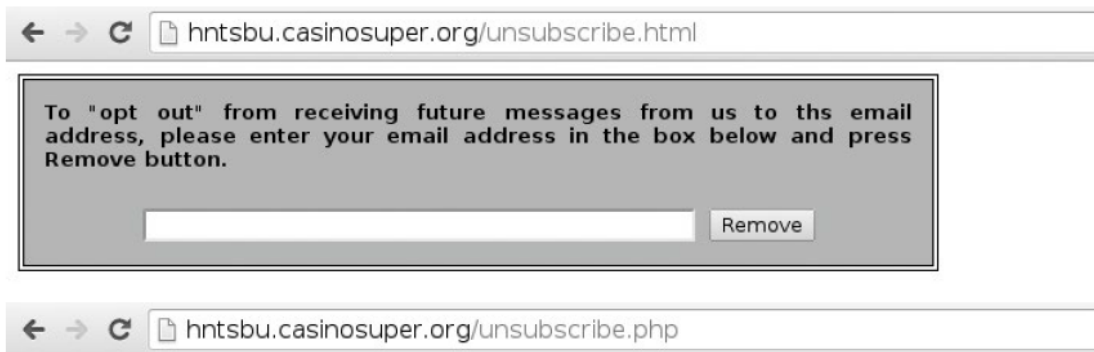 hntsbu.casinosuper.org/unsubscribe.html
To "opt out" from receiving future messages from us to ths email
address, please enter your email address in the box below and press
Remove button.
Remove
hntsbu.casinosuper.org/unsubscribe.php